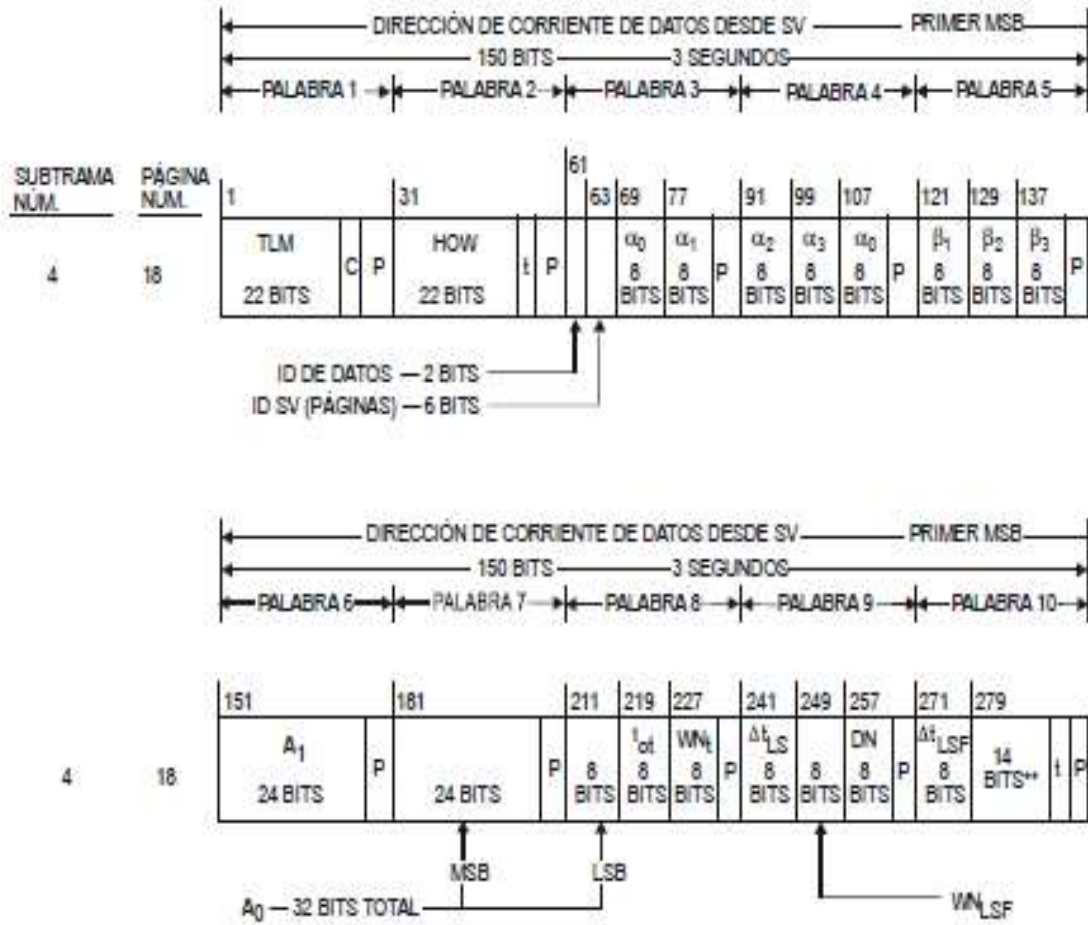 DIRECCIÓN DE CORRIENTE DE DATOS DESDE SV PRIMER MSB
150 BITS 3 SEGUNDOS
PALABRA 1 PALABRA 2 PALABRA 3 PALABRA 4 PALABRA 5
SUBTRAMA NÚM. PÁGINA NÚM.
1 31 61 63 69 77 91 99 107 121 129 137
4 18
TLM 22 BITS C P HOW 22 BITS t P
α0 8 BITS α1 8 BITS P α2 8 BITS α3 8 BITS α0 8 BITS P β1 8 BITS β2 8 BITS β3 8 BITS P
ID DE DATOS — 2 BITS
ID SV (PÁGINAS) — 6 BITS
DIRECCIÓN DE CORRIENTE DE DATOS DESDE SV PRIMER MSB
150 BITS 3 SEGUNDOS
PALABRA 6 PALABRA 7 PALABRA 8 PALABRA 9 PALABRA 10
151 181 211 219 227 241 249 257 271 279
4 18
A1 24 BITS P 24 BITS P
8 BITS tot 8 BITS WNt 8 BITS P ΔtLS 8 BITS 8 BITS DN 8 BITS P ΔtLSF 8 BITS 14 BITS** t P
MSB LSB
A0 — 32 BITS TOTAL
WNLSF